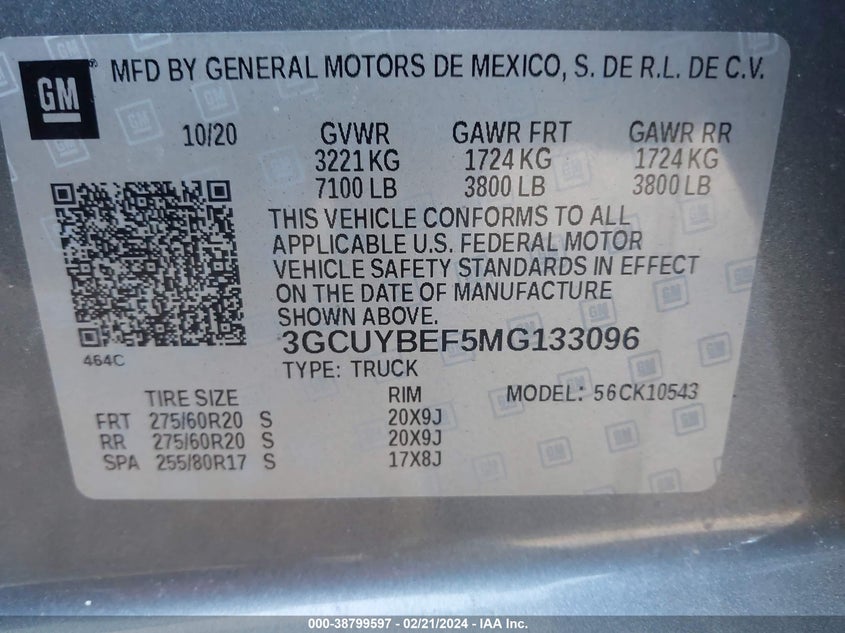 GM® MFD BY GENERAL MOTORS DE MEXICO, S. DE R.L. DE C.V.
10/20 GVWR GAWR FRT GAWR RR
3221 KG 1724 KG 1724 KG
7100 LB 3800 LB 3800 LB
THIS VEHICLE CONFORMS TO ALL
APPLICABLE U.S. FEDERAL MOTOR
VEHICLE SAFETY STANDARDS IN EFFECT
ON THE DATE OF MANUFACTURE
SHOWN ABOVE.
3GCUYBEF5MG133096
464C
TYPE: TRUCK
TIRE SIZE RIM MODEL: 56CK10543
FRT 275/60R20 S 20X9J
RR 275/60R20 S 20X9J
SPA 255/80R17 S 17X8J
000-38799597 - 02/21/2024 - IAA Inc.